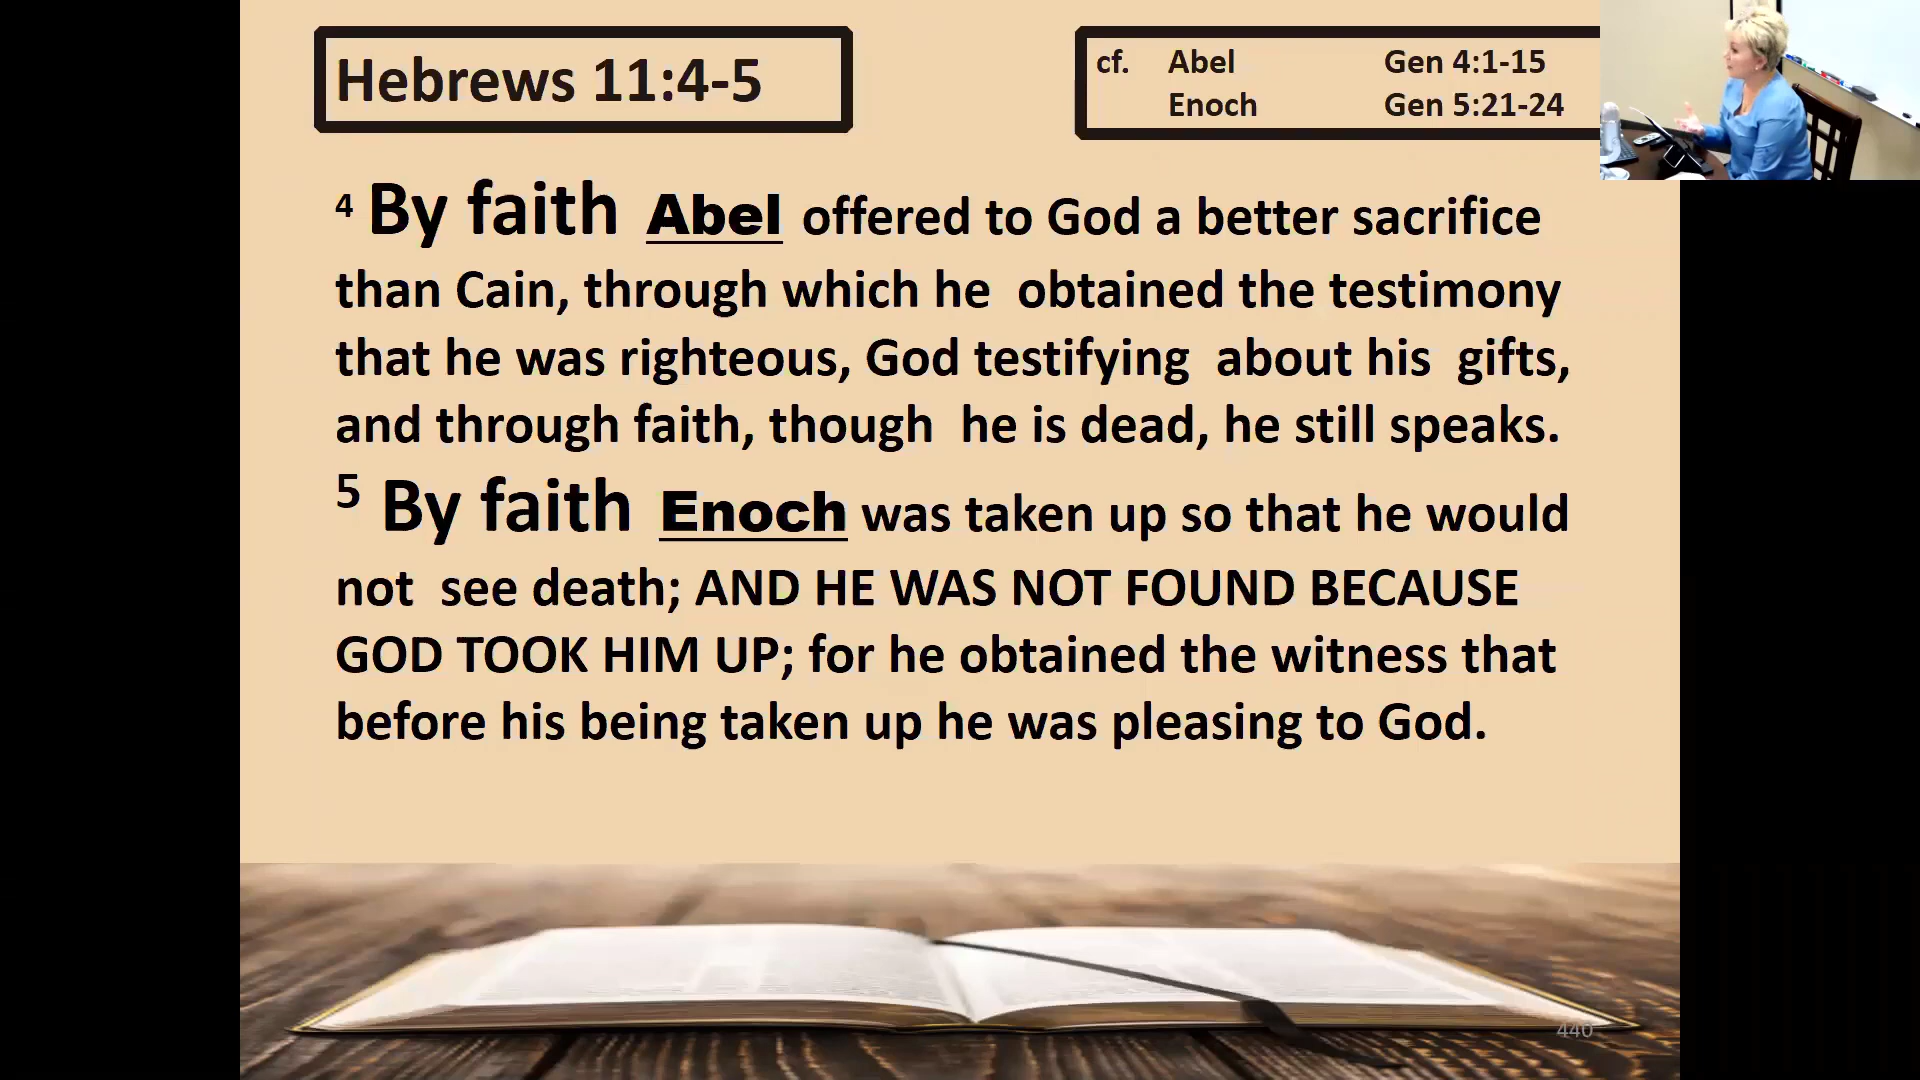 Hebrews 11:4-5
cf. Abel Gen 4:1-15
Enoch Gen 5:21-24
4 By faith Abel offered to God a better sacrifice
than Cain, through which he obtained the testimony
that he was righteous, God testifying about his gifts,
and through faith, though he is dead, he still speaks.
5 By faith Enoch was taken up so that he would
not see death; AND HE WAS NOT FOUND BECAUSE
GOD TOOK HIM UP; for he obtained the witness that
before his being taken up he was pleasing to God.
440